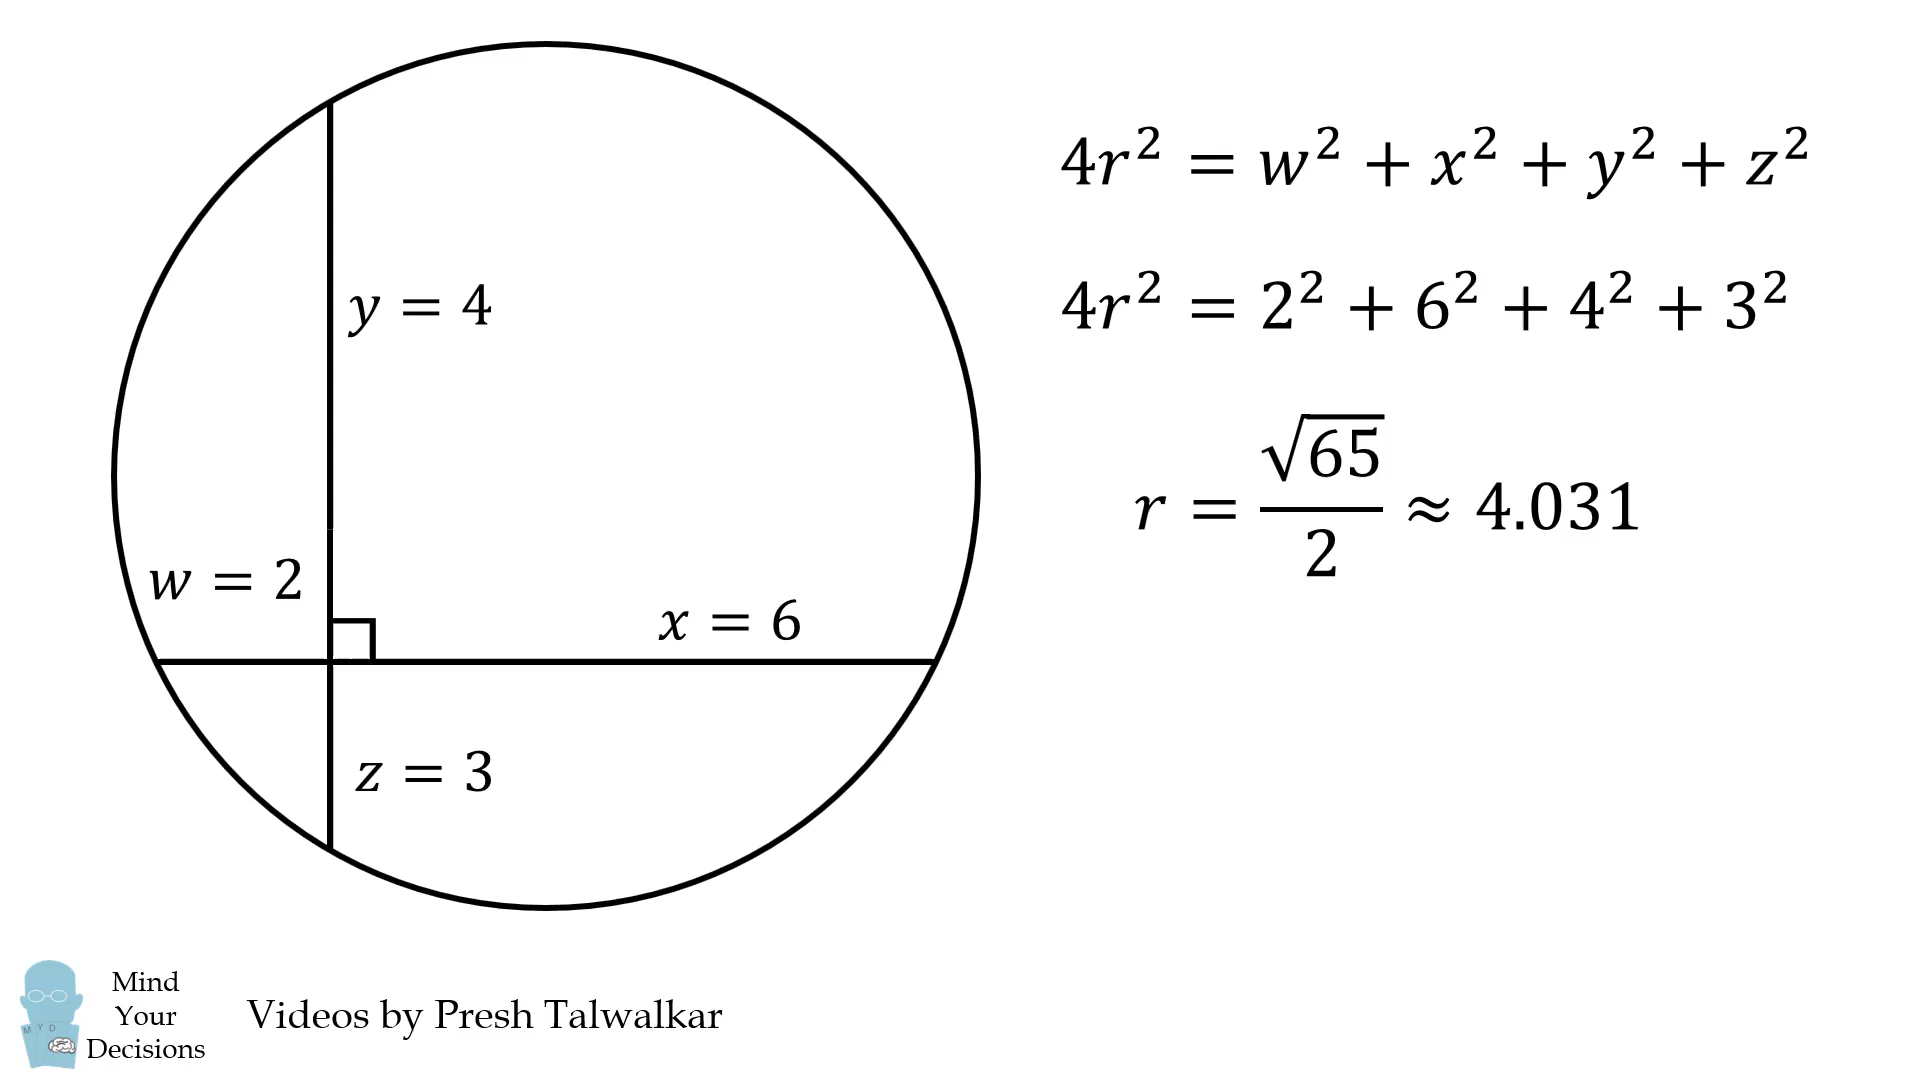 4r² = w² + x² + y² + z²
y = 4
4r² = 2² + 6² + 4² + 3²
r = √65 / 2 ≈ 4.031
w = 2
x = 6
z = 3
Mind
Your
Decisions
M Y D
Videos by Presh Talwalkar